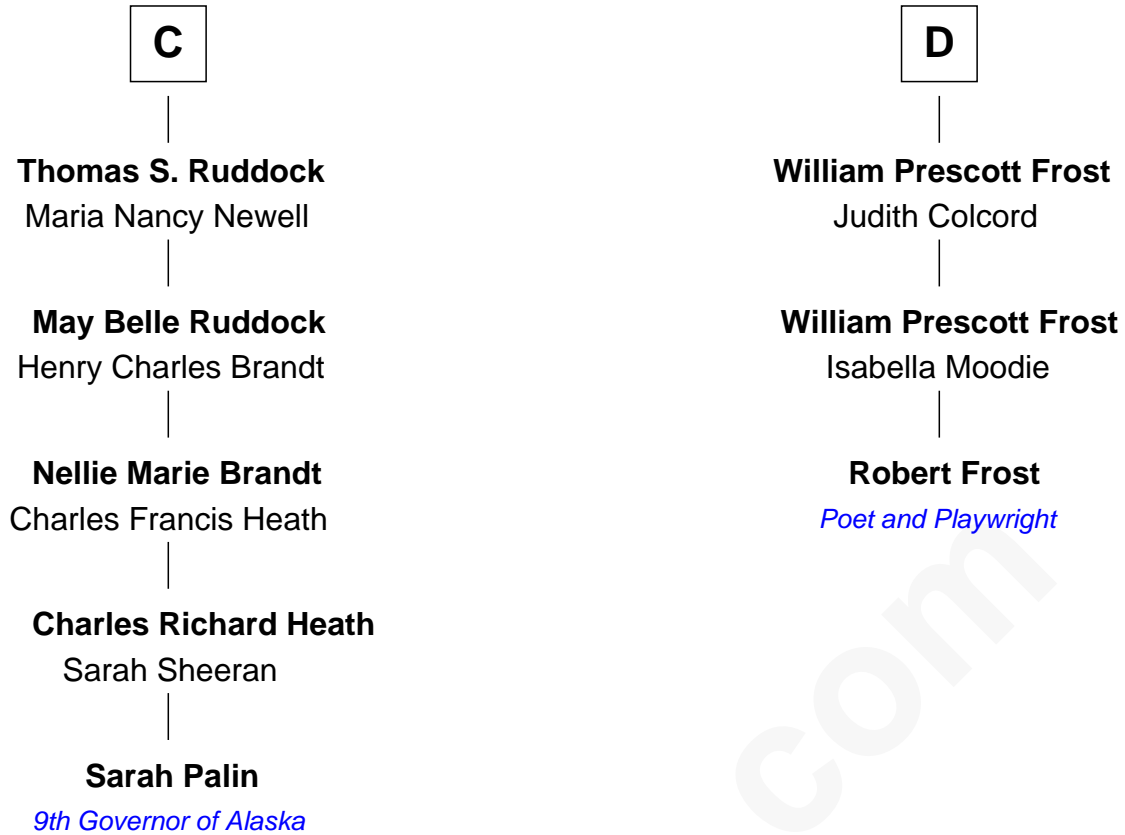 C
Thomas S. Ruddock
Maria Nancy Newell
May Belle Ruddock
Henry Charles Brandt
Nellie Marie Brandt
Charles Francis Heath
Charles Richard Heath
Sarah Sheeran
Sarah Palin
9th Governor of Alaska
D
William Prescott Frost
Judith Colcord
William Prescott Frost
Isabella Moodie
Robert Frost
Poet and Playwright
com